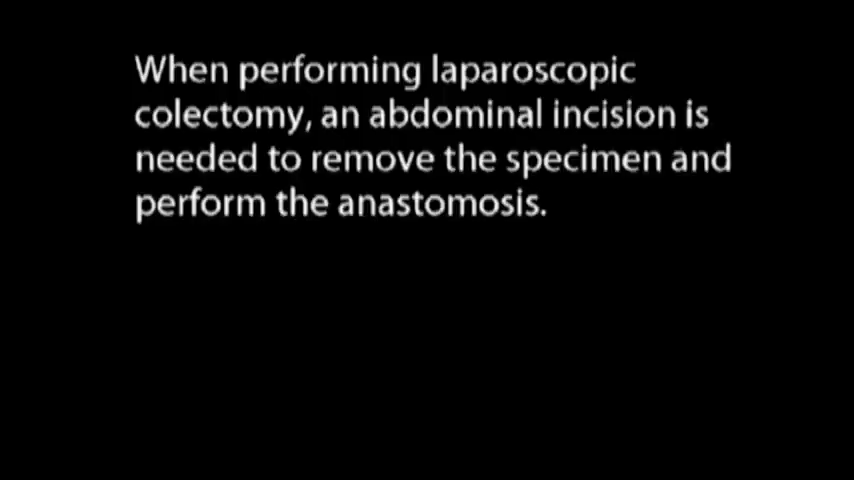 When performing laparoscopic
colectomy, an abdominal incision is
needed to remove the specimen and
perform the anastomosis.